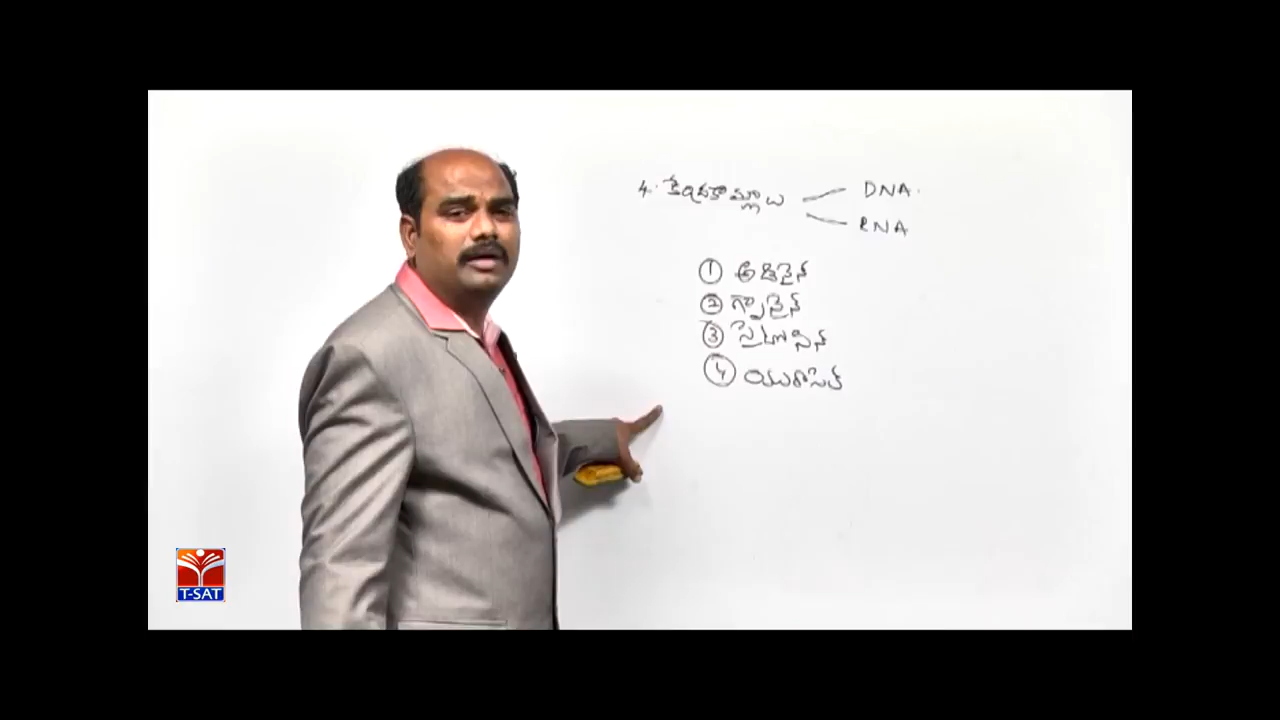 4. కేంద్రకామ్లాలు DNA.
RNA
① అడినైన్
② గ్వానైన్
③ సైటోసిన్
④ యురాసిల్
T-SAT